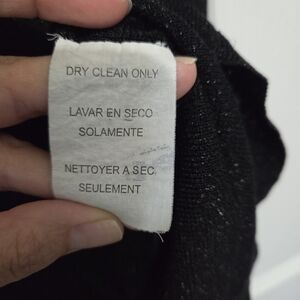 DRY CLEAN ONLY
LAVAR EN SECO
SOLAMENTE
NETTOYER A SEC
SEULEMENT